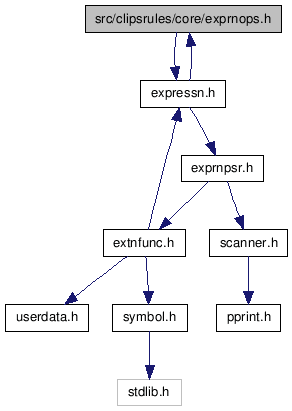 src/clipsrules/core/exprnops.h
expressn.h
exprnpsr.h
extnfunc.h
scanner.h
userdata.h
symbol.h
pprint.h
stdlib.h